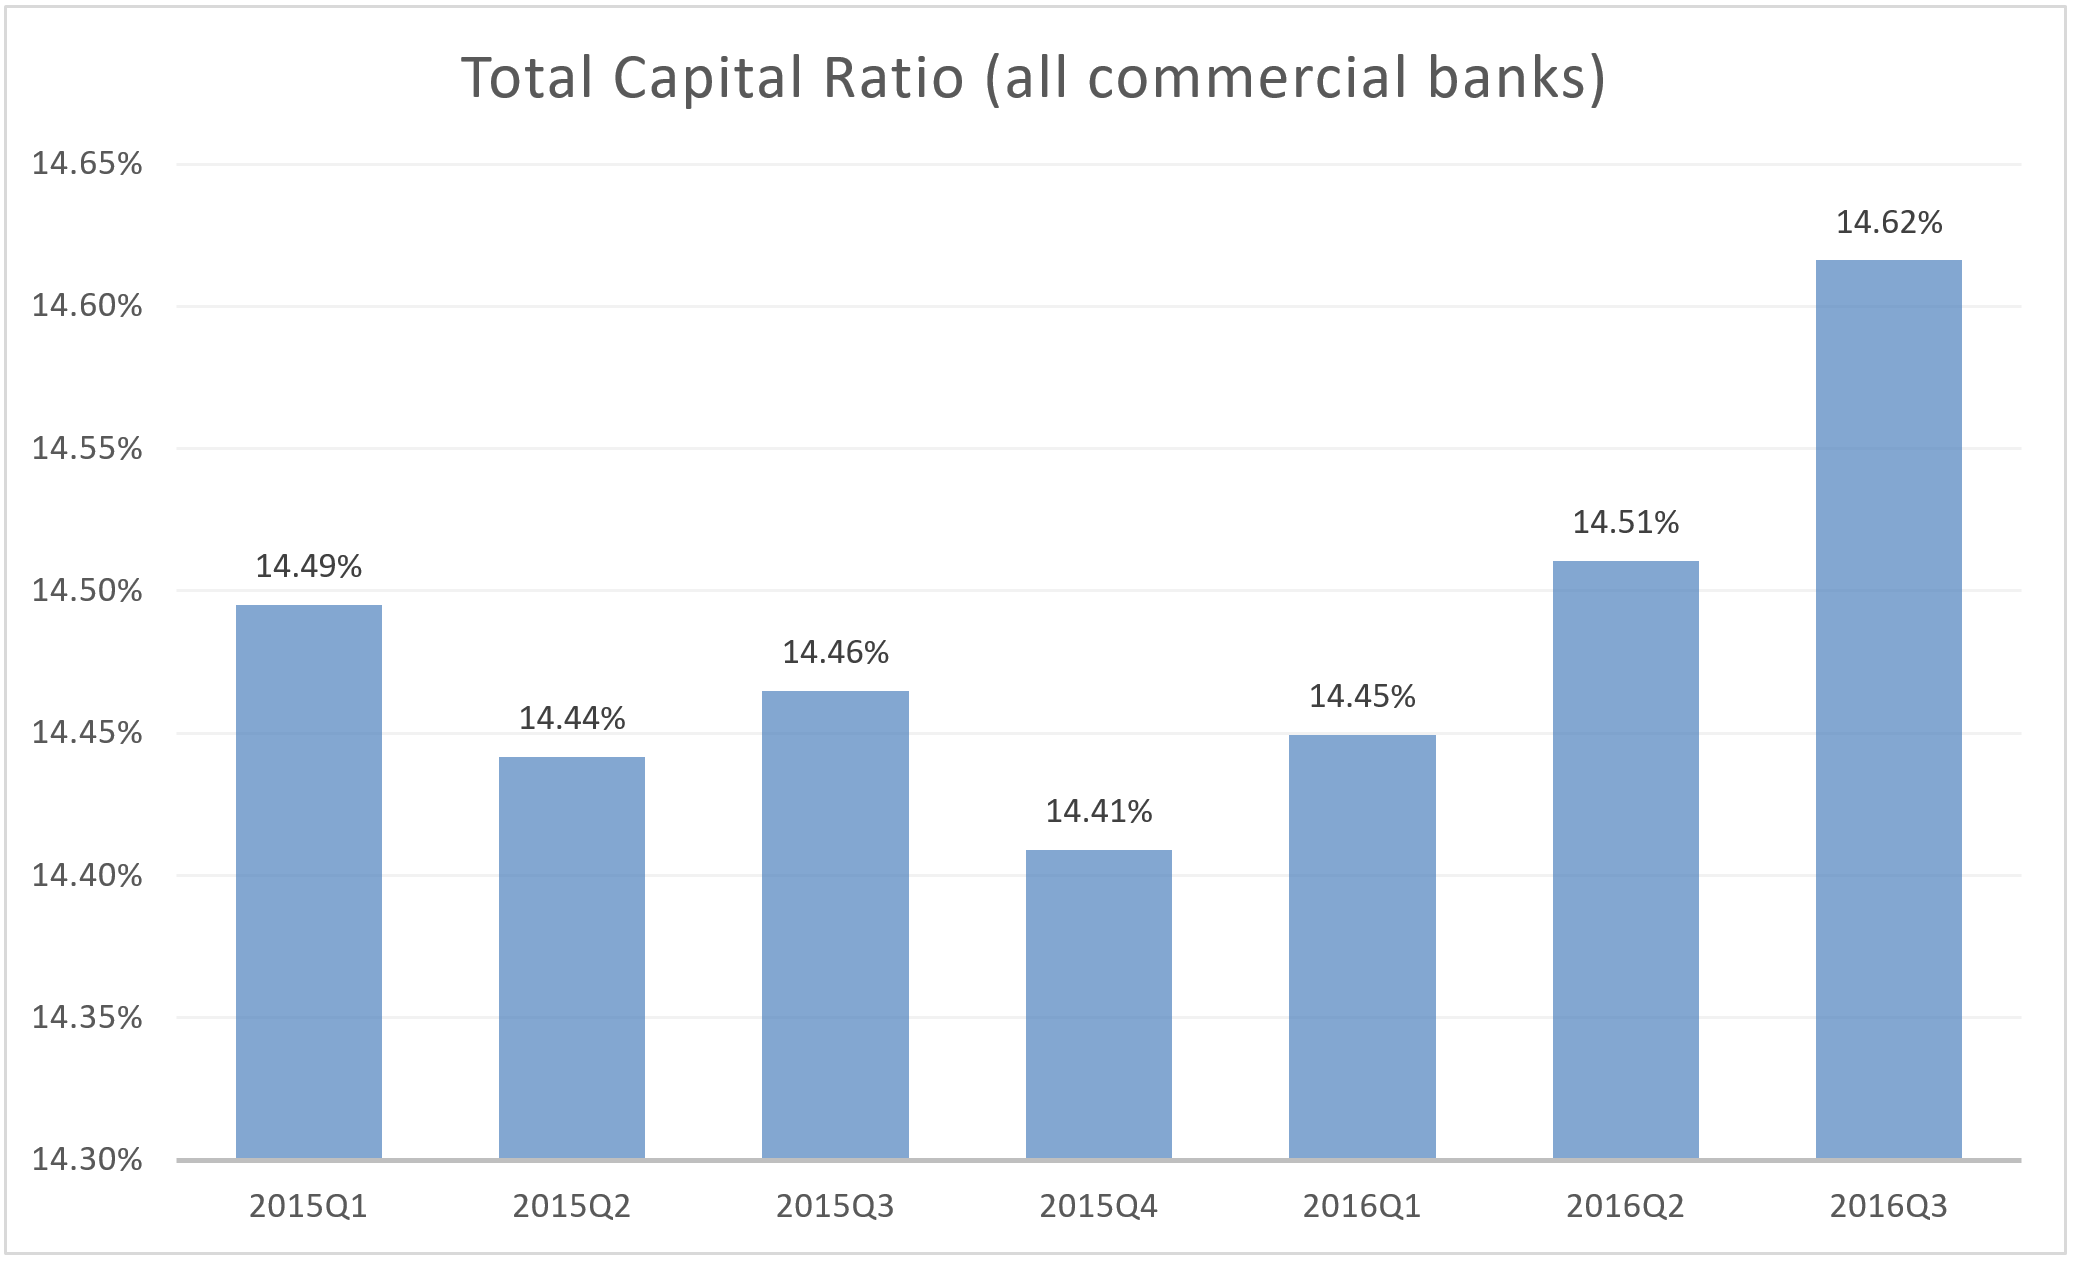 Total Capital Ratio (all commercial banks)
14.65%
14.60%
14.55%
14.50%
14.45%
14.40%
14.35%
14.30%
14.49%
14.44%
14.46%
14.41%
14.45%
14.51%
14.62%
2015Q1
2015Q2
2015Q3
2015Q4
2016Q1
2016Q2
2016Q3